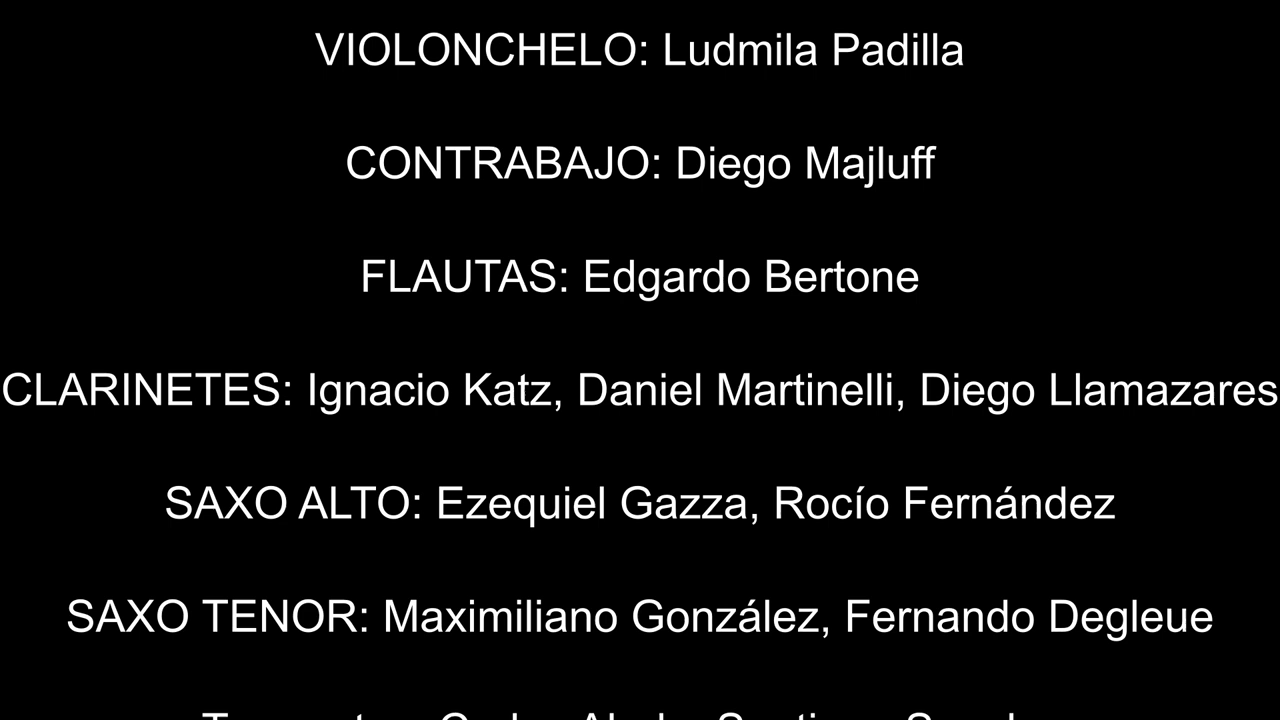 VIOLONCHELO: Ludmila Padilla
CONTRABAJO: Diego Majluff
FLAUTAS: Edgardo Bertone
CLARINETES: Ignacio Katz, Daniel Martinelli, Diego Llamazares
SAXO ALTO: Ezequiel Gazza, Rocío Fernández
SAXO TENOR: Maximiliano González, Fernando Degleue